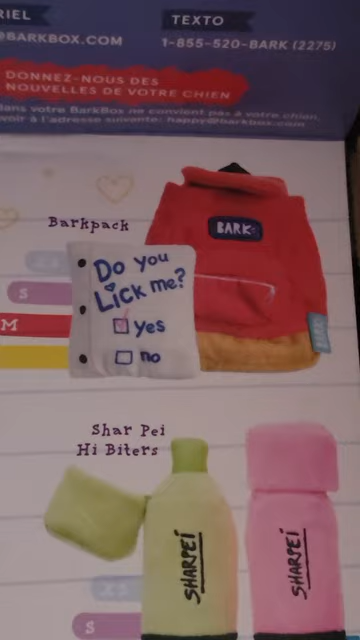 RIEL
TEXTO
@BARKBOX.COM
1-855-520-BARK (2275)
DONNEZ-NOUS DES
NOUVELLES DE VOTRE CHIEN
dans votre BarkBox ne convient pas à votre chien,
voir à l'adresse suivante: happy@barkbox.com
Barkpack
BARK
Do you
Lick me?
yes
no
S
M
BARK
Shar Pei
Hi Biters
SHARPEI
SHARPEI
XS
S